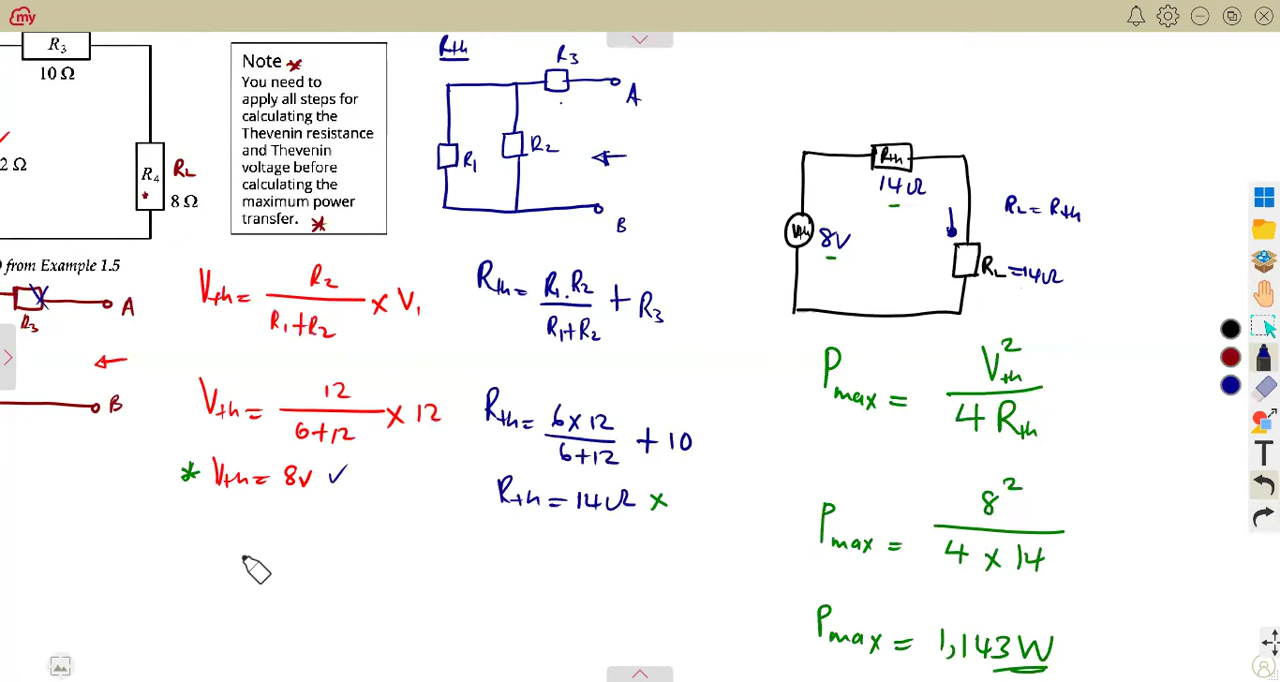 my
R₃
10 Ω
2 Ω
R₄
RL
8 Ω
from Example 1.5
R₃
A
B
Note *
You need to
apply all steps for
calculating the
Thevenin resistance
and Thevenin
voltage before
calculating the
maximum power
transfer. *
Rth
R₃
A
R₁
R₂
B
Vth = R₂ / (R₁+R₂) × V₁
Vth = 12 / (6+12) × 12
* Vth = 8V ✓
Rth = R₁.R₂ / (R₁+R₂) + R₃
Rth = 6×12 / (6+12) + 10
Rth = 14Ω ×
Rth
14Ω
RL = Rth
Vth 8V
RL = 14Ω
Pmax = V²th / 4 Rth
Pmax = 8² / 4 × 14
Pmax = 1,143W
T